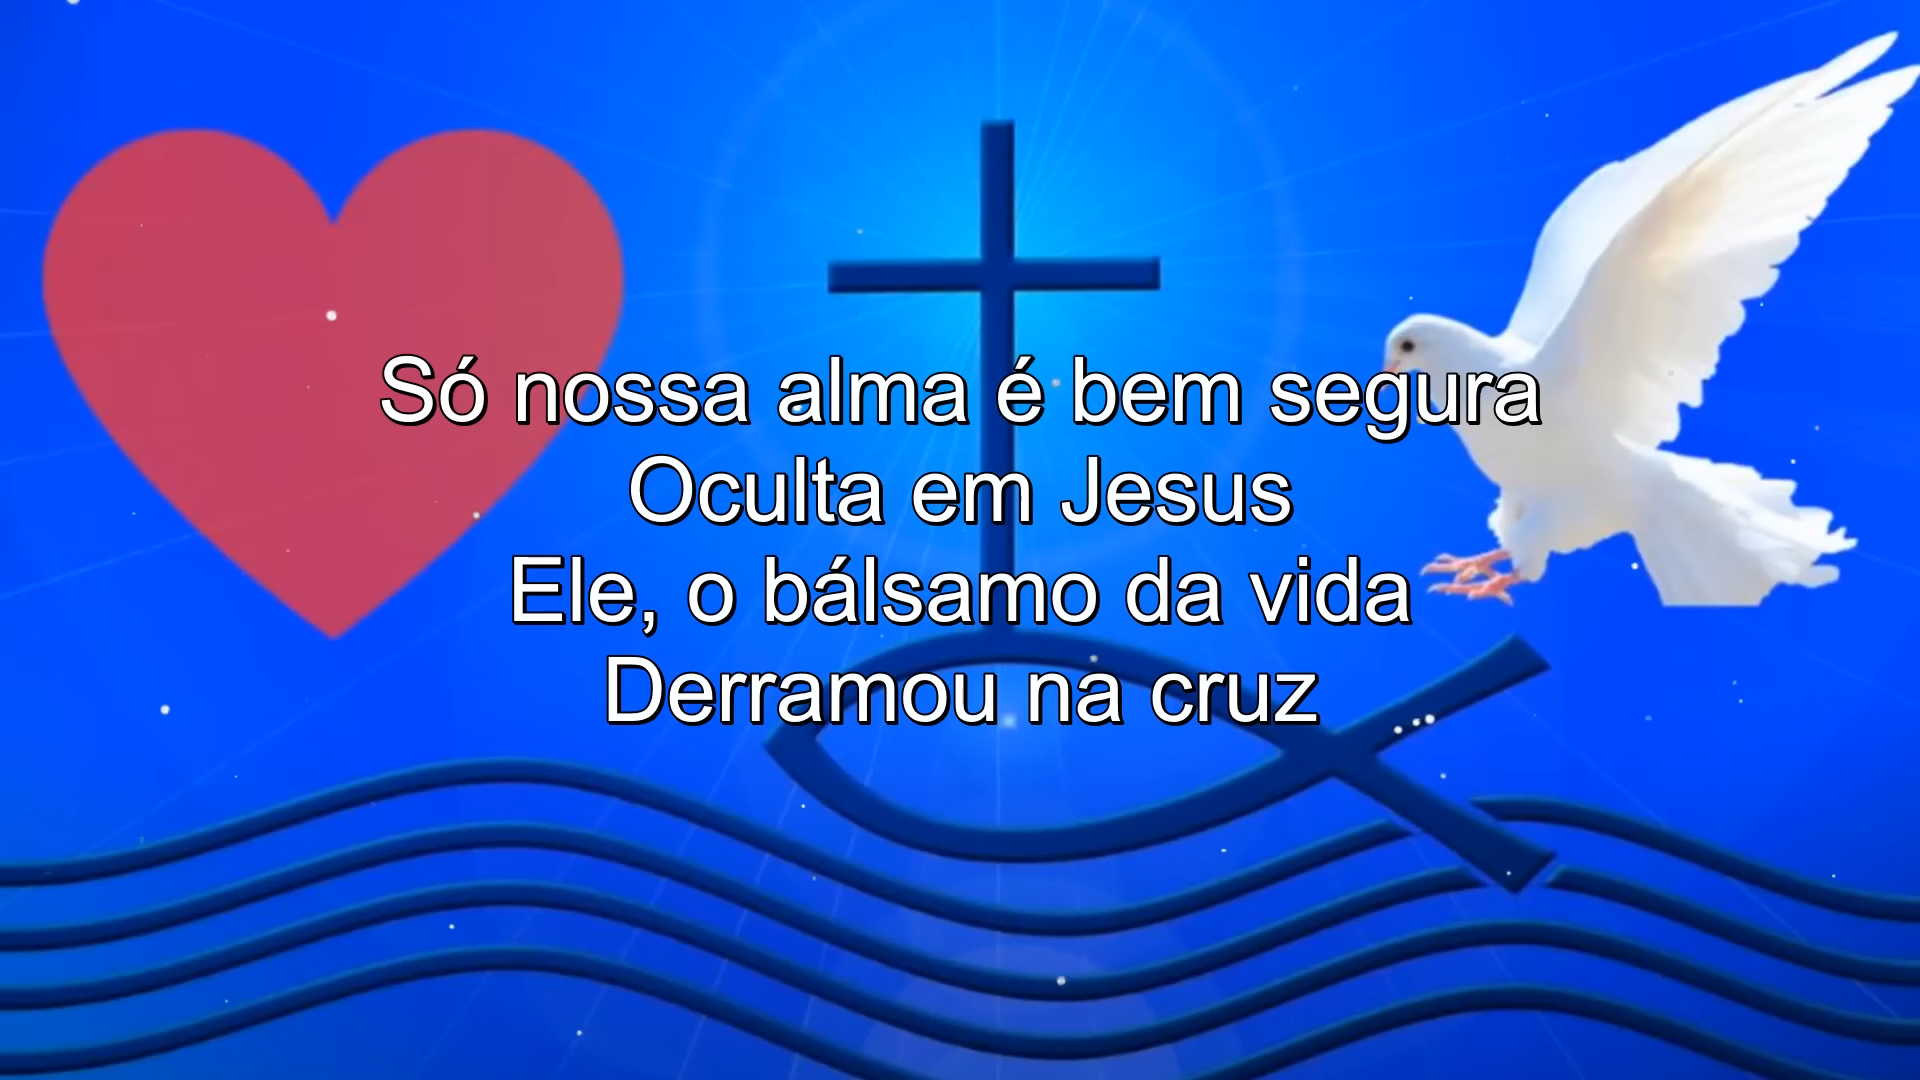 Só nossa alma é bem segura
Oculta em Jesus
Ele, o bálsamo da vida
Derramou na cruz